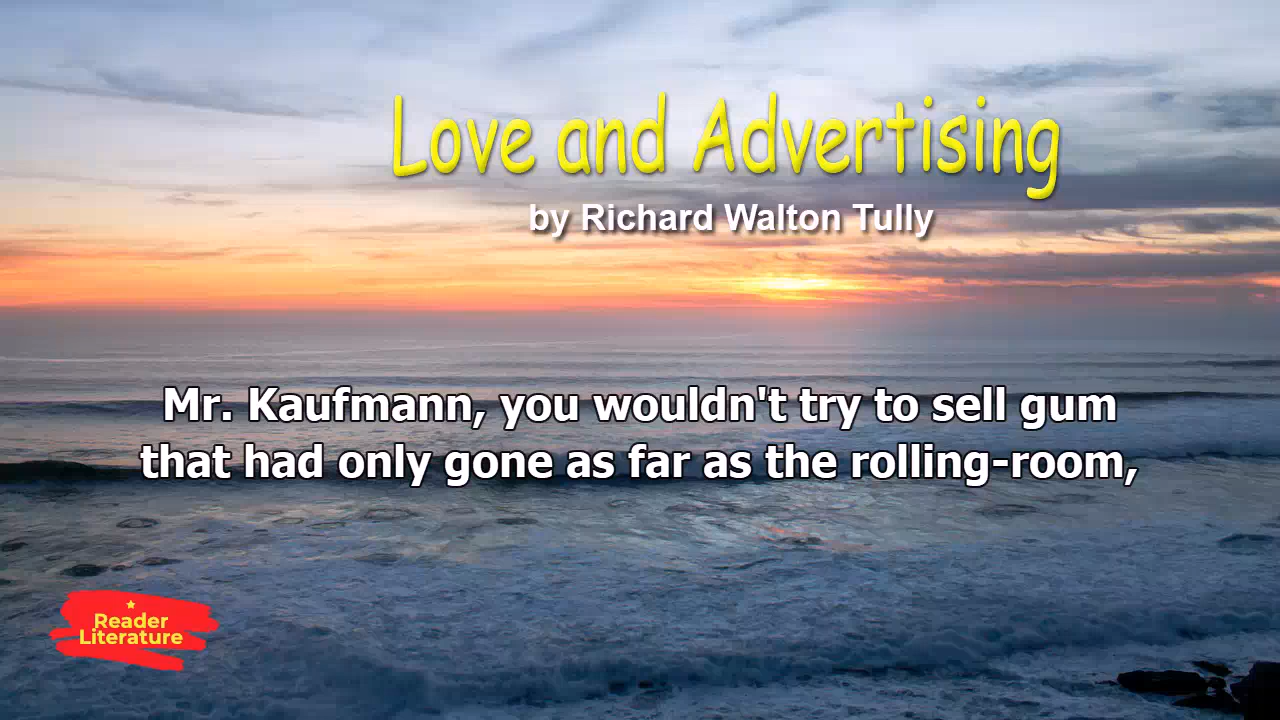 Love and Advertising
by Richard Walton Tully
Mr. Kaufmann, you wouldn't try to sell gum
that had only gone as far as the rolling-room,
Reader
Literature